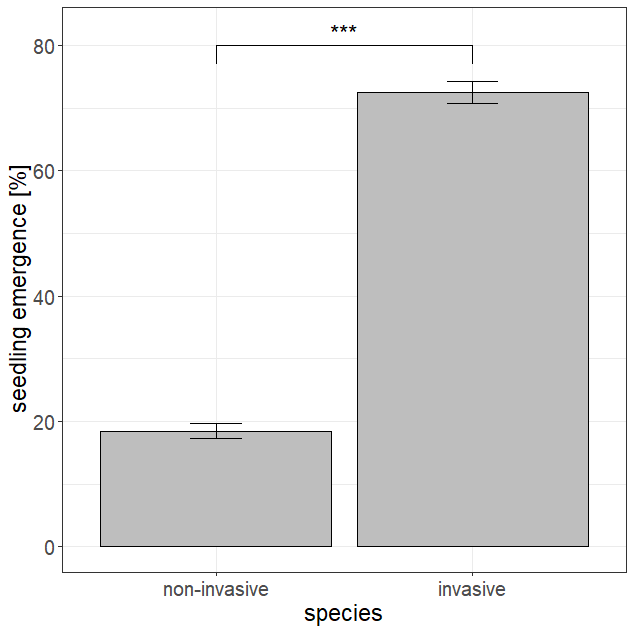 ***
80
60
40
20
0
seedling emergence [%]
non-invasive
invasive
species